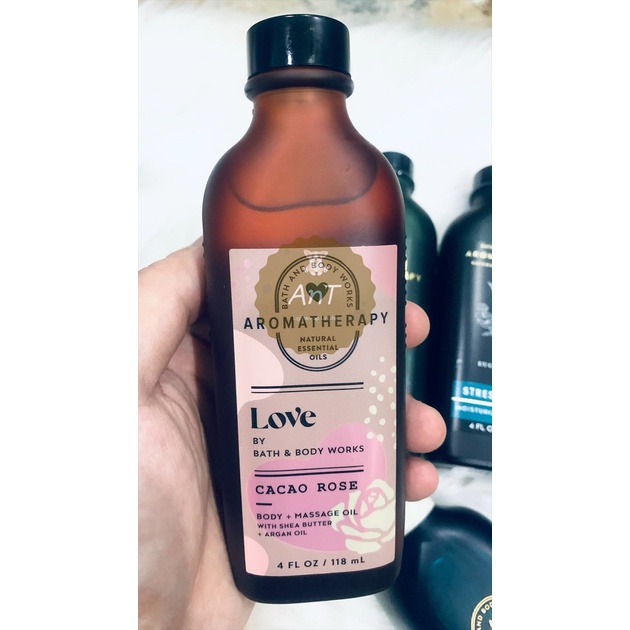 BATH AND BODY WORKS
AnT
AROMATHERAPY
NATURAL
ESSENTIAL
OILS
Love
BY
BATH & BODY WORKS
CACAO ROSE
BODY + MASSAGE OIL
WITH SHEA BUTTER
+ ARGAN OIL
4 FL OZ / 118 mL
STRES
MOISTURI
4 FL O